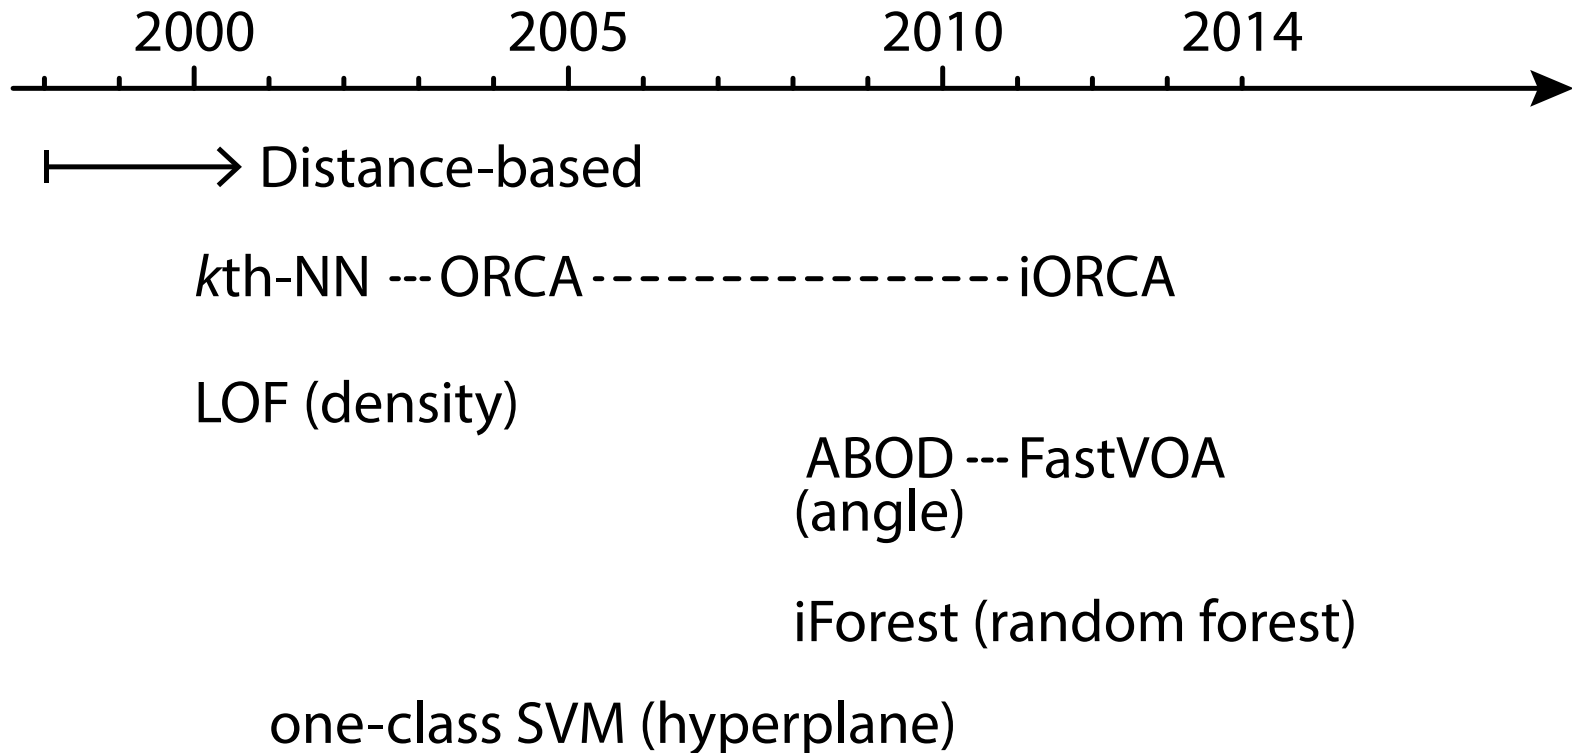 2000 2005 2010 2014
Distance-based
kth-NN ORCA iORCA
LOF (density)
ABOD FastVOA
(angle)
iForest (random forest)
one-class SVM (hyperplane)